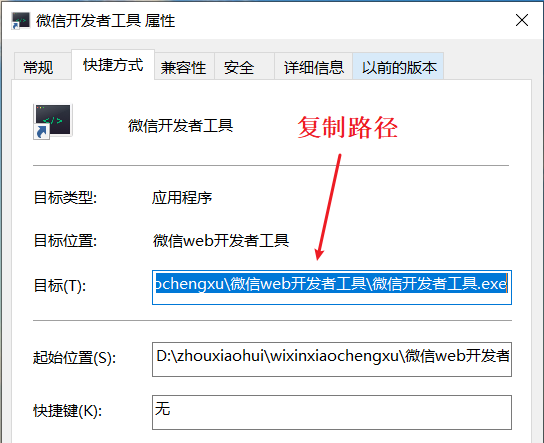 微信开发者工具 属性
常规 快捷方式 兼容性 安全 详细信息 以前的版本
微信开发者工具
复制路径
目标类型: 应用程序
目标位置: 微信web开发者工具
目标(T): ochengxu\微信web开发者工具\微信开发者工具.exe
起始位置(S): D:\zhouxiaohui\wixinxiaochengxu\微信web开发者
快捷键(K): 无